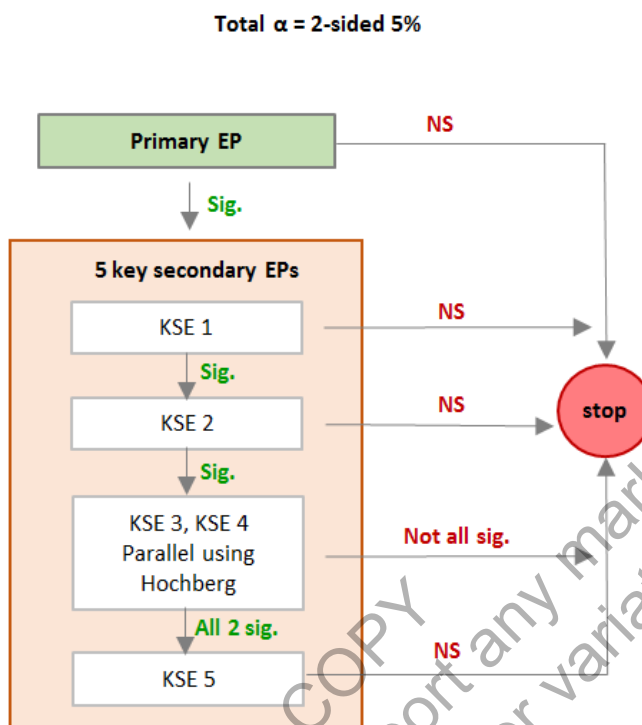 Total α = 2-sided 5%
Primary EP
NS
Sig.
5 key secondary EPs
KSE 1
NS
Sig.
KSE 2
NS
stop
Sig.
KSE 3, KSE 4
Parallel using
Hochberg
Not all sig.
All 2 sig.
KSE 5
NS
COPY
port any